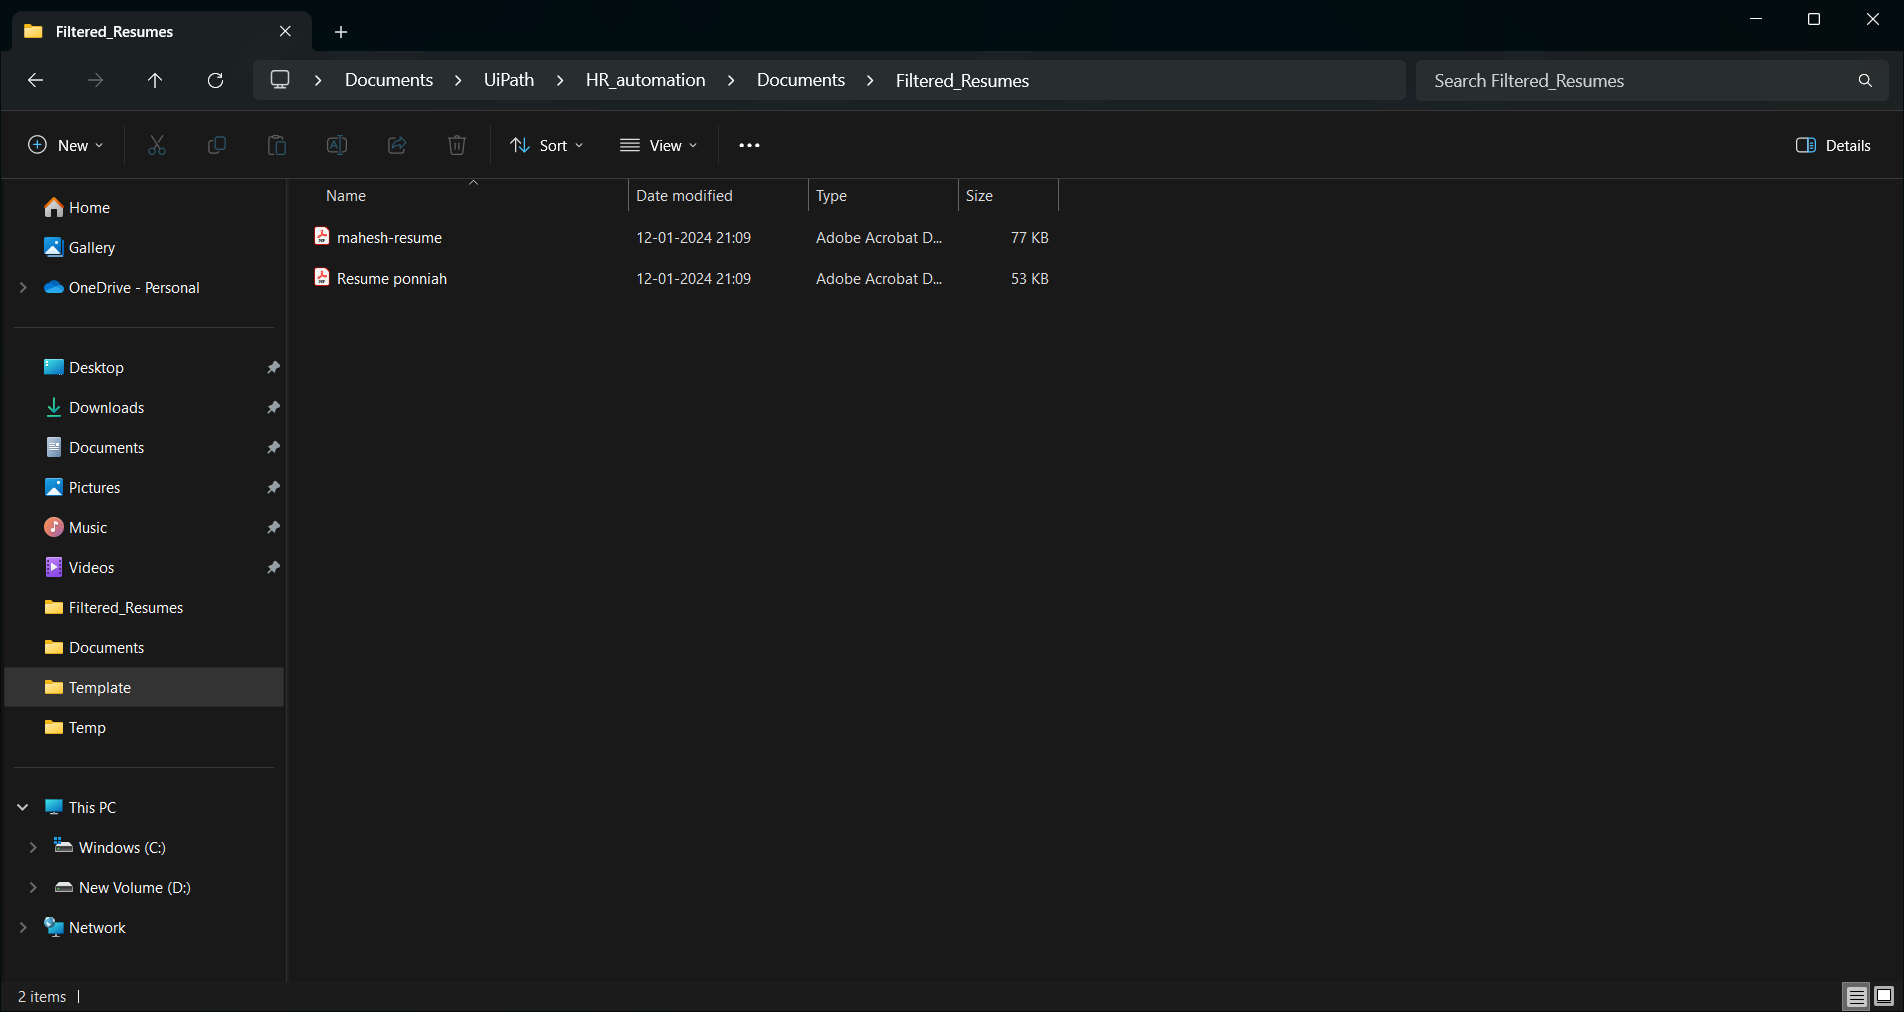 Filtered_Resumes
Documents UiPath HR_automation Documents Filtered_Resumes
Search Filtered_Resumes
New Sort View Details
Name Date modified Type Size
mahesh-resume 12-01-2024 21:09 Adobe Acrobat D... 77 KB
Resume ponniah 12-01-2024 21:09 Adobe Acrobat D... 53 KB
Home
Gallery
OneDrive - Personal
Desktop
Downloads
Documents
Pictures
Music
Videos
Filtered_Resumes
Documents
Template
Temp
This PC
Windows (C:)
New Volume (D:)
Network
2 items